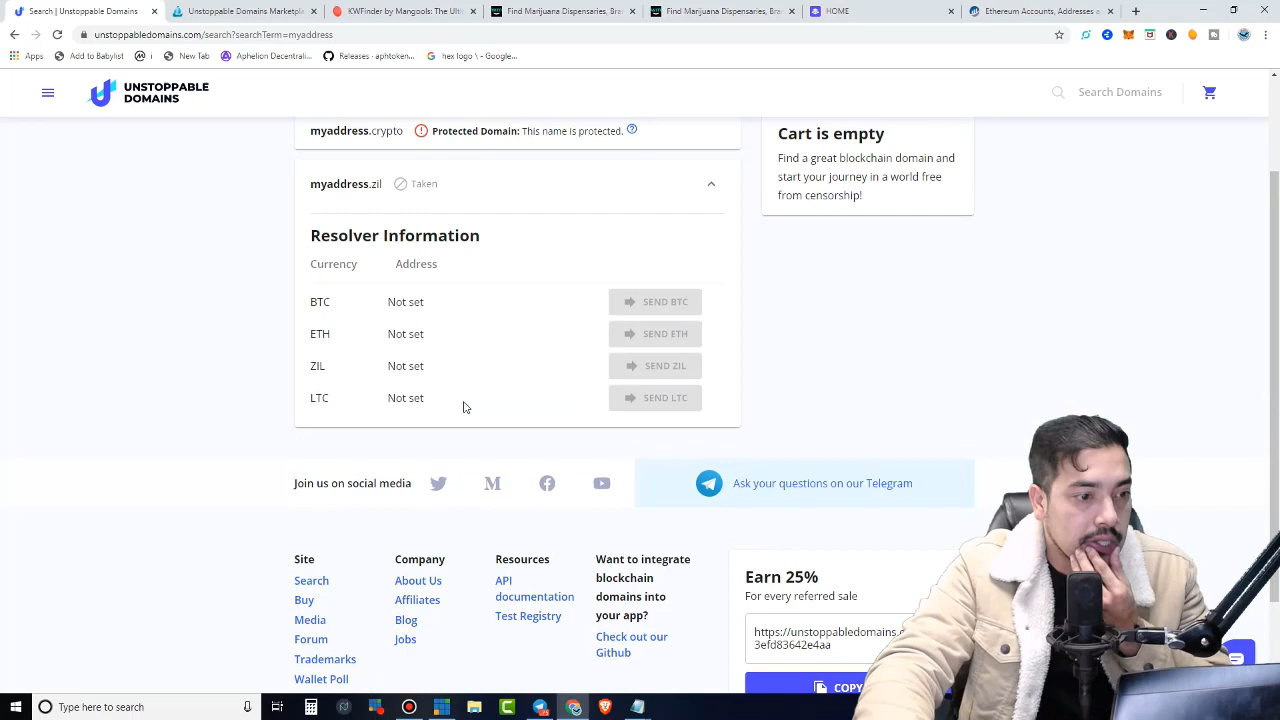 Search | Unstoppable Domains
Unstoppable Domains Marketpla
KWFinder by Mangools: The Ulti
Find Marijuana Dispensaries, Bra
Find Marijuana Dispensaries, Brac
HOME
Ethereum Accounts, Addresses a
unstoppabledomains.com/search?searchTerm=myaddress
Apps
Add to Babylist
i
New Tab
Aphelion Decentrali...
Releases · aphtoken...
hex logo \ - Goog...
UNSTOPPABLE
DOMAINS
Search Domains
myaddress.crypto
Protected Domain: This name is protected.
myaddress.zil
Taken
Resolver Information
Currency Address
BTC Not set SEND BTC
ETH Not set SEND ETH
ZIL Not set SEND ZIL
LTC Not set SEND LTC
Cart is empty
Find a great blockchain domain and
start your journey in a world free
from censorship!
Join us on social media
Ask your questions on our Telegram
Site
Search
Buy
Media
Forum
Trademarks
Wallet Poll
Company
About Us
Affiliates
Blog
Jobs
Resources
API
documentation
Test Registry
Want to integrate
blockchain
domains into
your app?
Check out our
Github
Earn 25%
For every referred sale
https://unstoppabledomains.
3efd83642e4aa
COPY
Type here to search